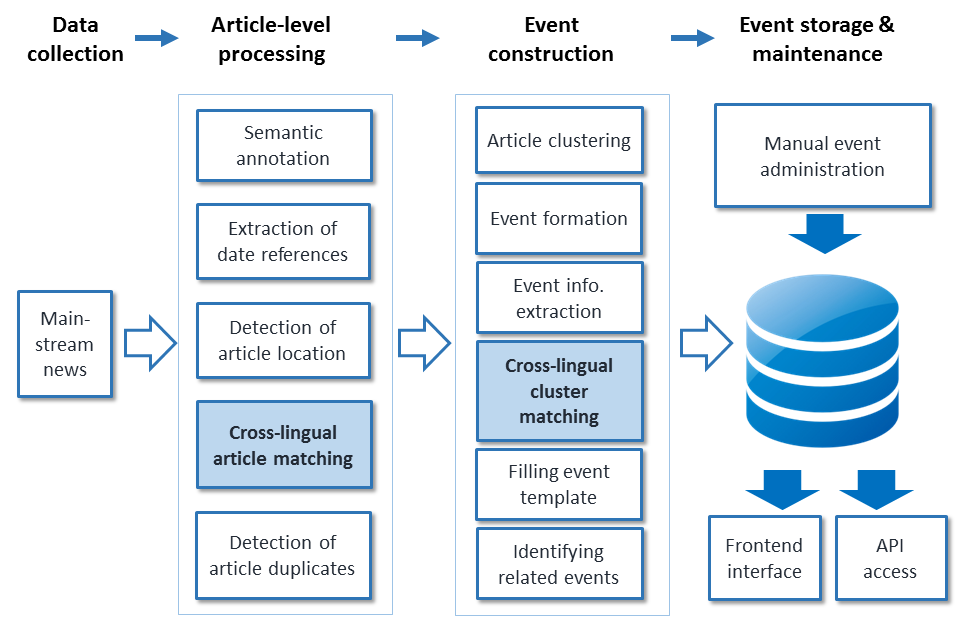 Data
collection
Article-level
processing
Event
construction
Event storage &
maintenance
Main-
stream
news
Semantic
annotation
Extraction of
date references
Detection of
article location
Cross-lingual
article matching
Detection of
article duplicates
Article clustering
Event formation
Event info.
extraction
Cross-lingual
cluster
matching
Filling event
template
Identifying
related events
Manual event
administration
Frontend
interface
API
access